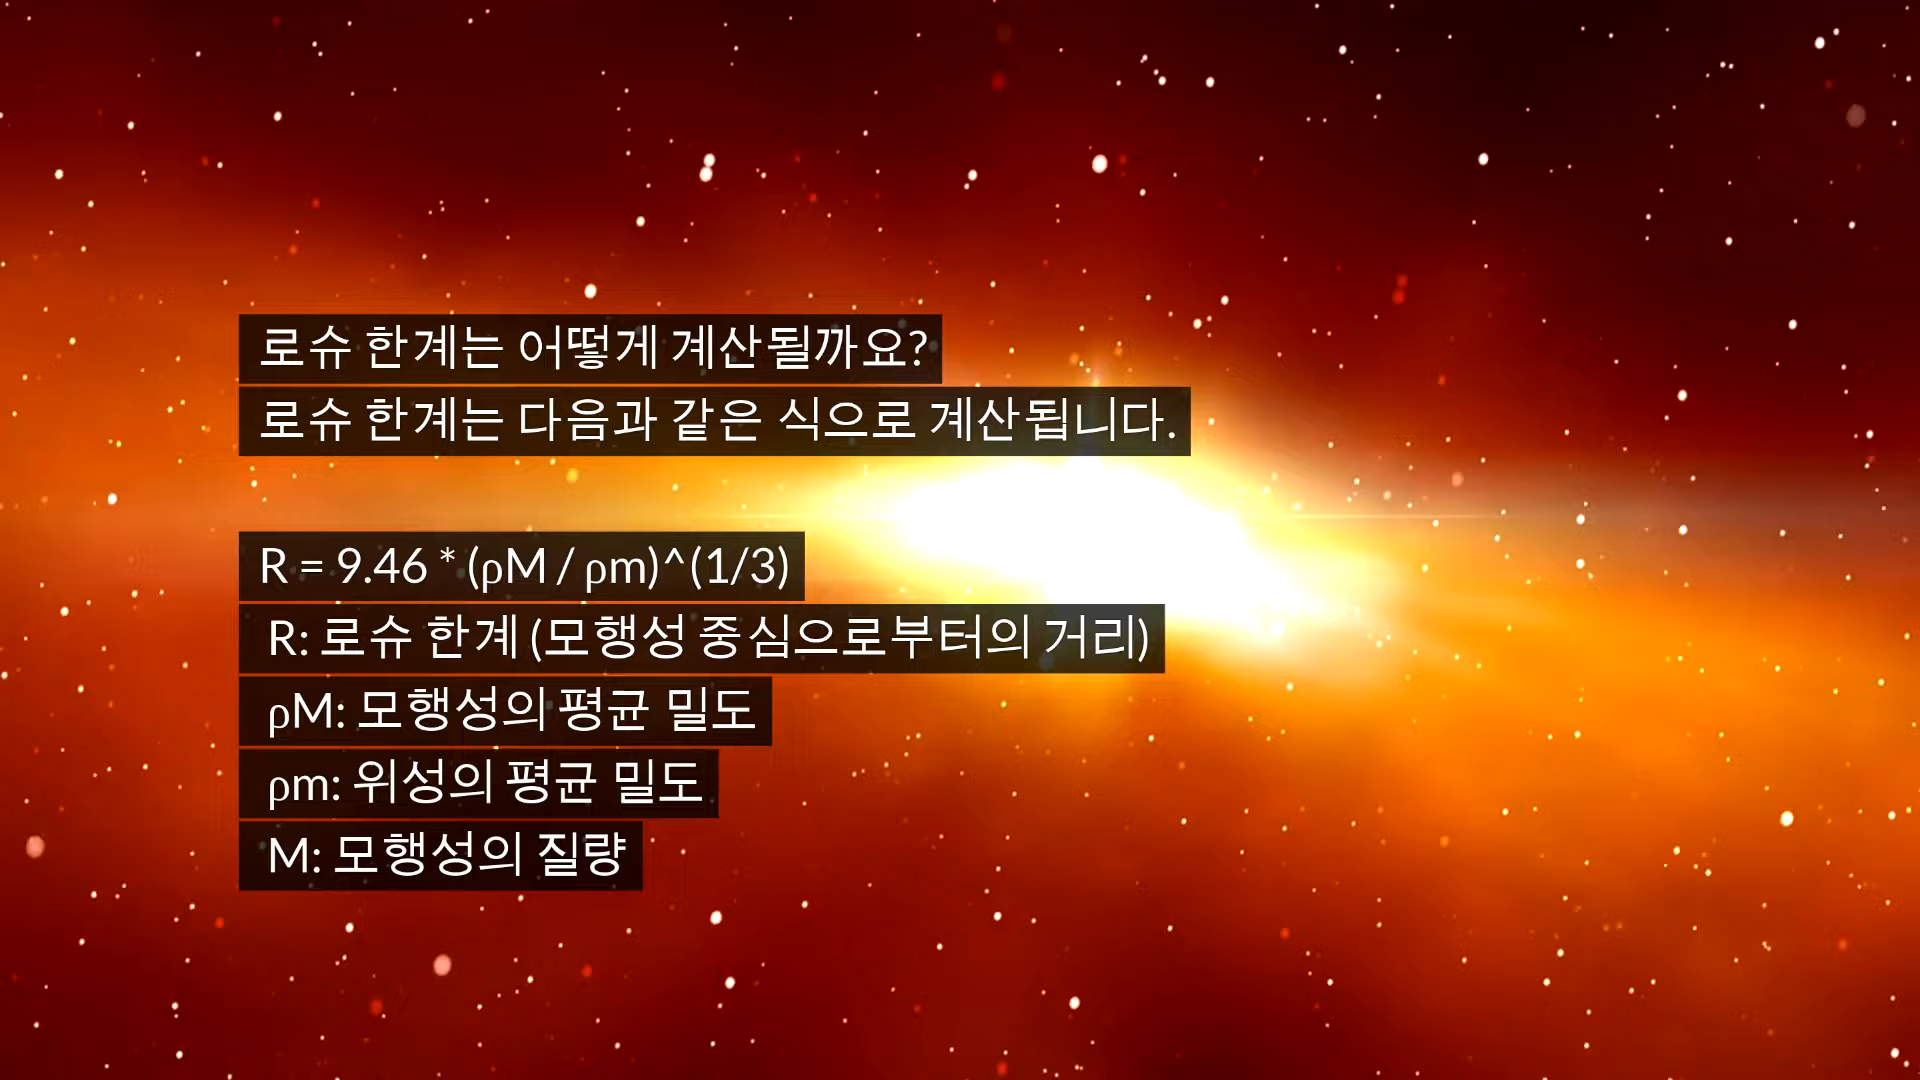 로슈 한계는 어떻게 계산될까요?
로슈 한계는 다음과 같은 식으로 계산됩니다.
R = 9.46 * (ρM / ρm)^(1/3)
R: 로슈 한계 (모행성 중심으로부터의 거리)
ρM: 모행성의 평균 밀도
ρm: 위성의 평균 밀도
M: 모행성의 질량